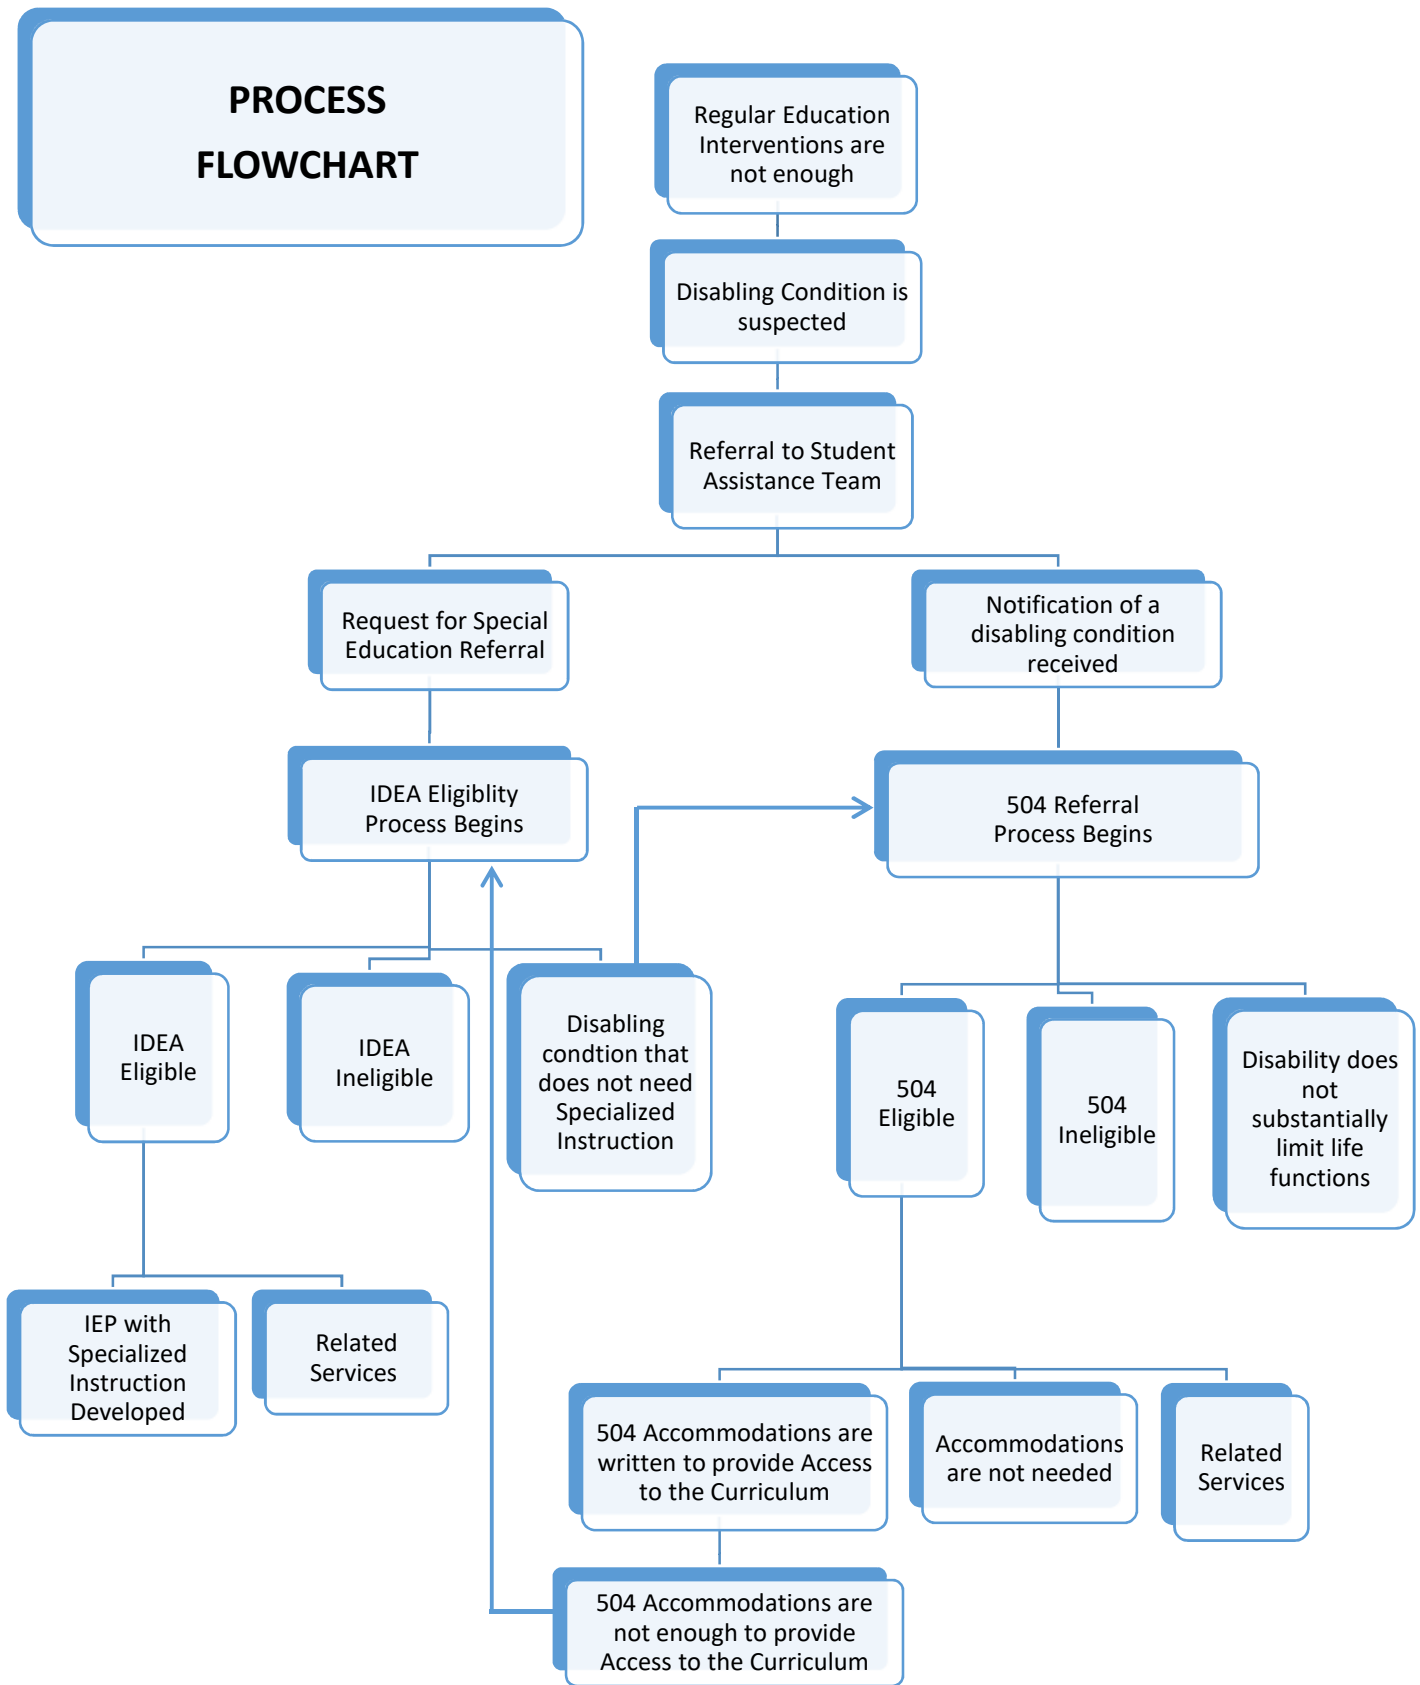 PROCESS
FLOWCHART
Regular Education
Interventions are
not enough
Disabling Condition is
suspected
Referral to Student
Assistance Team
Request for Special
Education Referral
Notification of a
disabling condition
received
IDEA Eligiblity
Process Begins
504 Referral
Process Begins
IDEA
Eligible
IDEA
Ineligible
Disabling
condtion that
does not need
Specialized
Instruction
504
Eligible
504
Ineligible
Disability does
not
substantially
limit life
functions
IEP with
Specialized
Instruction
Developed
Related
Services
504 Accommodations are
written to provide Access
to the Curriculum
Accommodations
are not needed
Related
Services
504 Accommodations are
not enough to provide
Access to the Curriculum